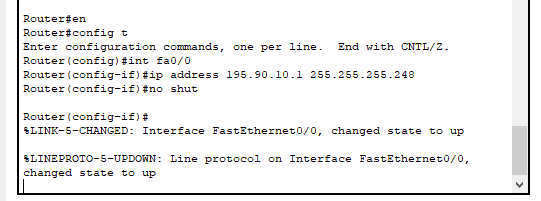 Router#en
Router#config t
Enter configuration commands, one per line.  End with CNTL/Z.
Router(config)#int fa0/0
Router(config-if)#ip address 195.90.10.1 255.255.255.248
Router(config-if)#no shut
Router(config-if)#
%LINK-5-CHANGED: Interface FastEthernet0/0, changed state to up
%LINEPROTO-5-UPDOWN: Line protocol on Interface FastEthernet0/0,
changed state to up